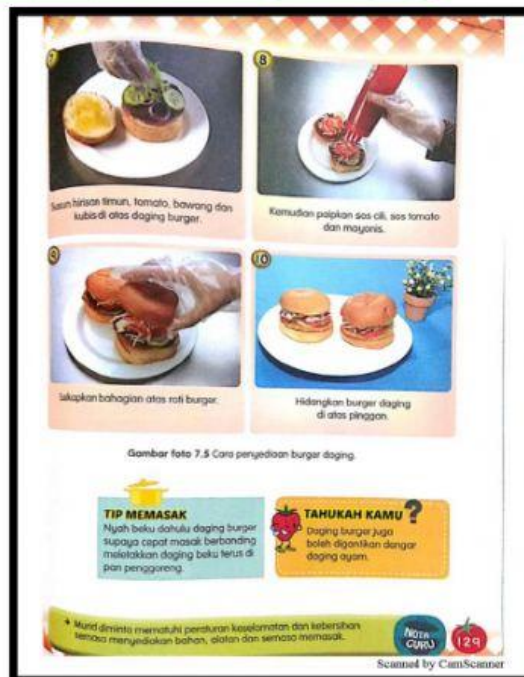 7
8
Susun hirisan timun, tomato, bawang dan
kubis di atas daging burger.
Kemudian paipkan sos cili, sos tomato
dan mayonis.
9
10
bahagian atas roti burger.
Hidangkan burger daging
di atas pinggan.
Gambar foto 7.5 Cara penyediaan burger daging.
TIP MEMASAK
Nyah beku dahulu daging burger
supaya cepat masak berbanding
meletakkan daging beku terus di
pan penggoreng.
TAHUKAH KAMU ?
Daging burger juga
boleh digantikan dengan
daging ayam.
Murid diminta mematuhi peraturan keselamatan dan kebersihan
semasa menyediakan bahan, alatan dan semasa memasak.
NOTA
GURU
129
Scanned by CamScanner